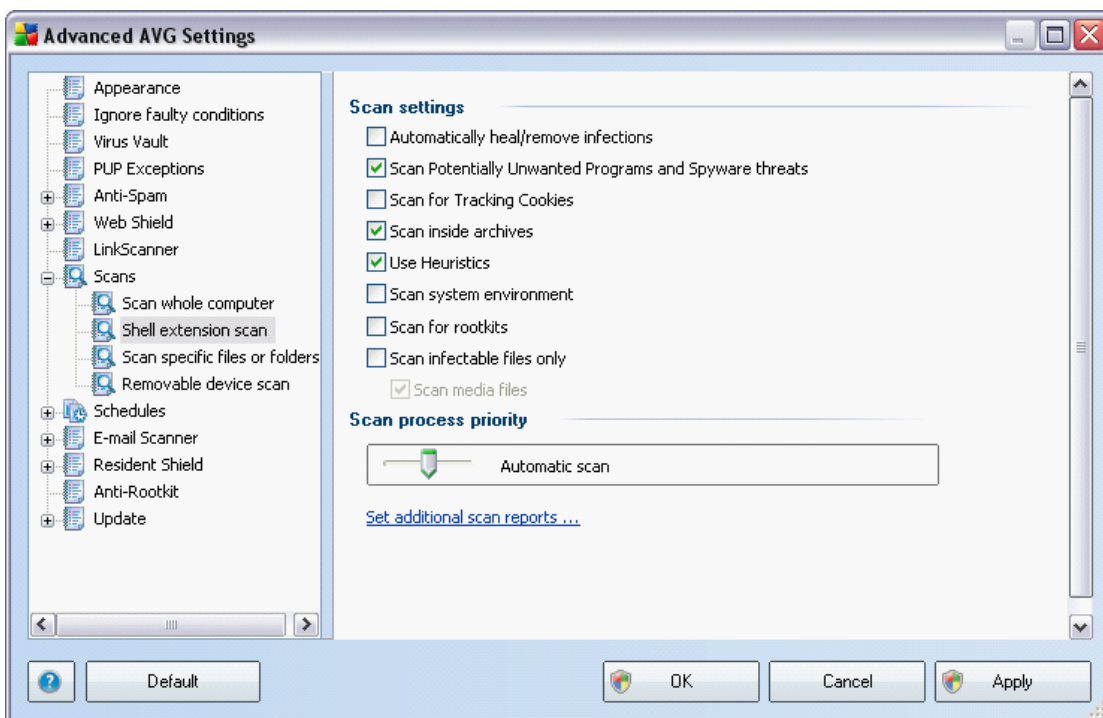 Advanced AVG Settings
Appearance
Ignore faulty conditions
Virus Vault
PUP Exceptions
Anti-Spam
Web Shield
LinkScanner
Scans
Scan whole computer
Shell extension scan
Scan specific files or folders
Removable device scan
Schedules
E-mail Scanner
Resident Shield
Anti-Rootkit
Update
Scan settings
Automatically heal/remove infections
Scan Potentially Unwanted Programs and Spyware threats
Scan for Tracking Cookies
Scan inside archives
Use Heuristics
Scan system environment
Scan for rootkits
Scan infectable files only
Scan media files
Scan process priority
Automatic scan
Set additional scan reports ...
Default
OK
Cancel
Apply